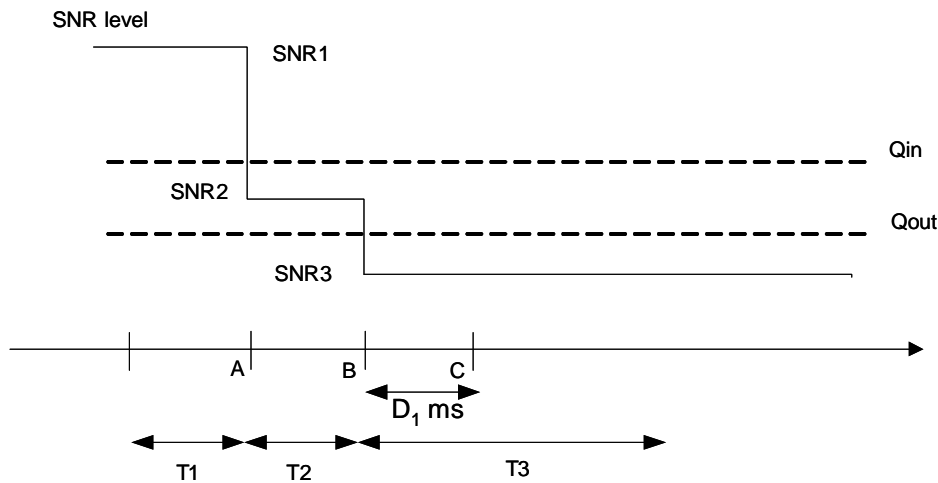 SNR level
SNR1
Qin
SNR2
Qout
SNR3
A B C
D₁ ms
T1 T2 T3